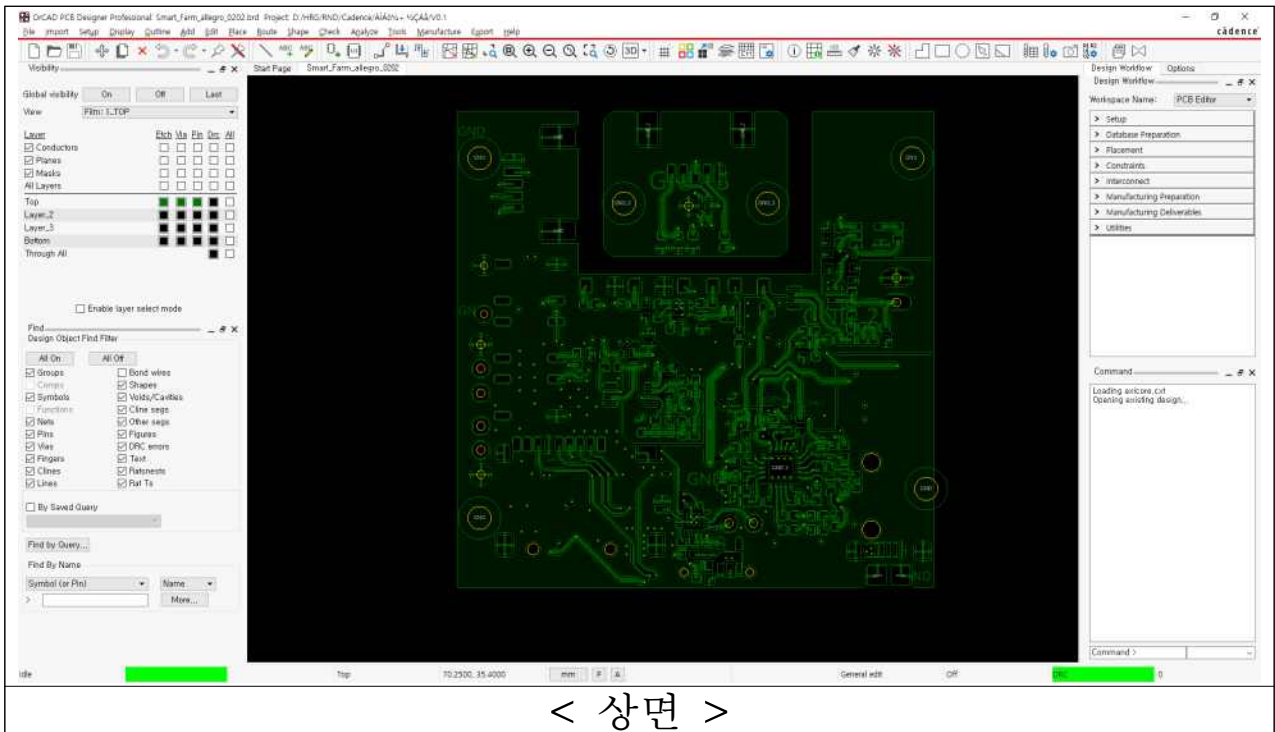 OrCAD PCB Designer Professional: Smart_Farm_allegro_0202.brd Project: D:/HBG/RND/Cadence/
File Import Setup Display Outline Add Edit Place Route Shape Check Analyze Tools Manufacture Export Help
cādence
Visibility
Start Page Smart_Farm_allegro_0202
Design Workflow Options
Design Workflow
Global visibility On Off Last
Workspace Name: PCB Editor
View Film: 1_TOP
> Setup
> Database Preparation
> Placement
> Constraints
> Interconnect
> Manufacturing Preparation
> Manufacturing Deliverables
> Utilities
Layer Etch Via Pin Drc All
Conductors
Planes
Masks
All Layers
Top
Layer_2
Layer_3
Bottom
Through All
Enable layer select mode
Find
Design Object Find Filter
All On All Off
Groups Bond wires
Comps Shapes
Symbols Voids/Cavities
Functions Cline segs
Nets Other segs
Pins Figures
Vias DRC errors
Fingers Text
Clines Ratsnests
Lines Rat Ts
By Saved Query
Find by Query...
Find By Name
Symbol (or Pin) Name
> More...
GND
GND
Command
Loading axlcore.cxt
Opening existing design...
Command >
Idle Top 70.2500, 35.4000 mm P A General edit Off DRC 0
< 상면 >